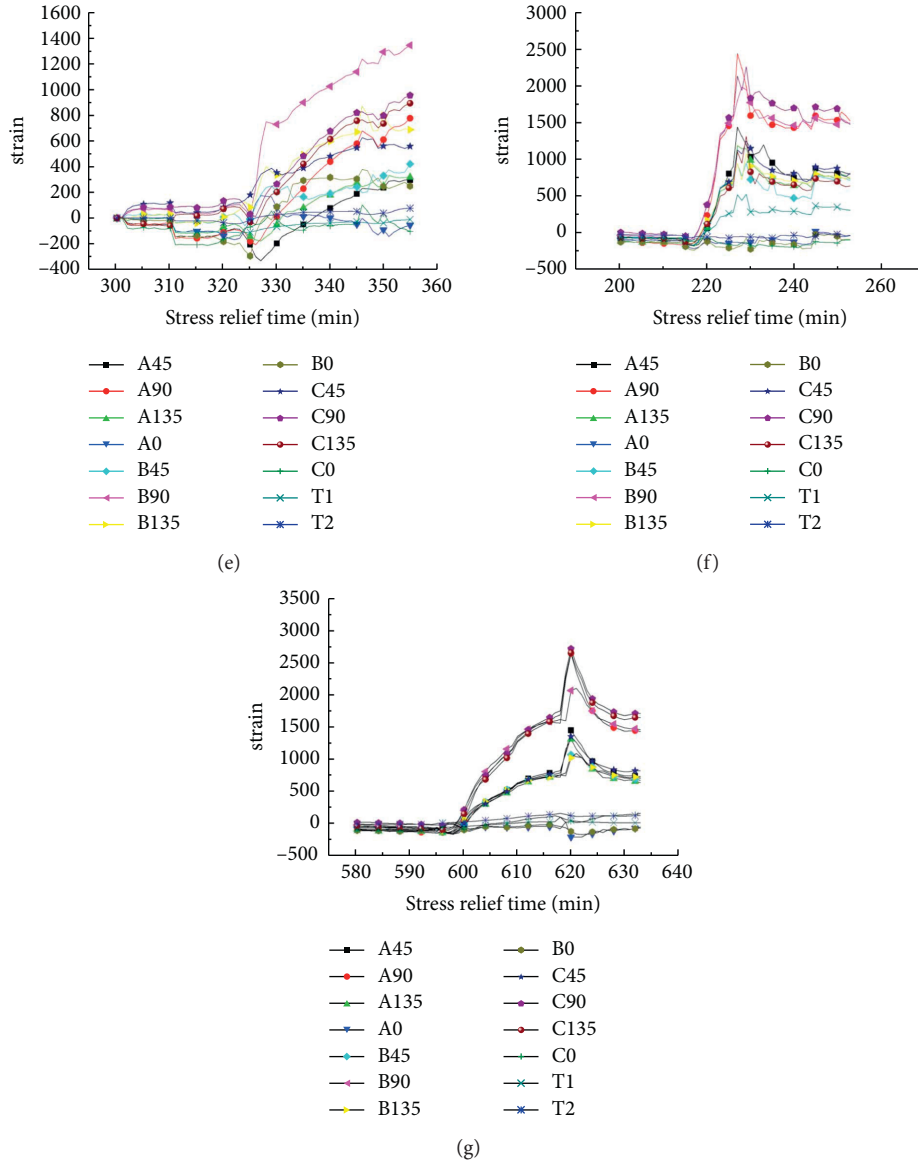 1600
1400
1200
1000
800
600
400
200
0
−200
−400
strain
300 310 320 330 340 350 360
Stress relief time (min)
A45 B0
A90 C45
A135 C90
A0 C135
B45 C0
B90 T1
B135 T2
(e)
3000
2500
2000
1500
1000
500
0
−500
strain
200 220 240 260
Stress relief time (min)
A45 B0
A90 C45
A135 C90
A0 C135
B45 C0
B90 T1
B135 T2
(f)
3500
3000
2500
2000
1500
1000
500
0
−500
strain
580 590 600 610 620 630 640
Stress relief time (min)
A45 B0
A90 C45
A135 C90
A0 C135
B45 C0
B90 T1
B135 T2
(g)